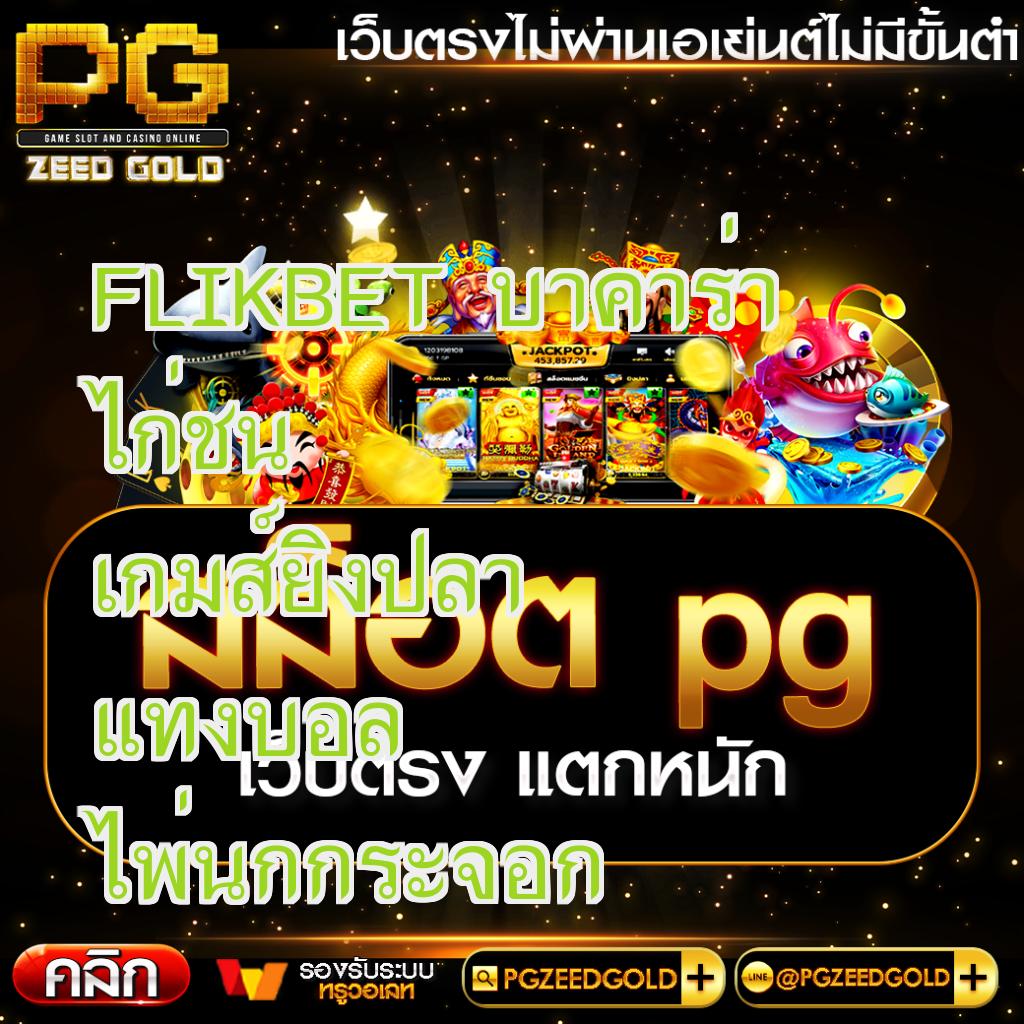 เว็บตรงไม่ผ่านเอเย่นต์ไม่มีขั้นต่ำ
PG
GAME SLOT AND CASINO ONLINE
ZEED GOLD
FLIKBET บาคาร่า
ไก่ชน
เกมส์ยิงปลา
แทงบอล
ไพ่นกกระจอก
JACKPOT
453,857.29
สล็อต pg
เว็บตรง แตกหนัก
คลิก
รองรับระบบ
ทรูวอเลท
PGZEEDGOLD +
LINE @PGZEEDGOLD +